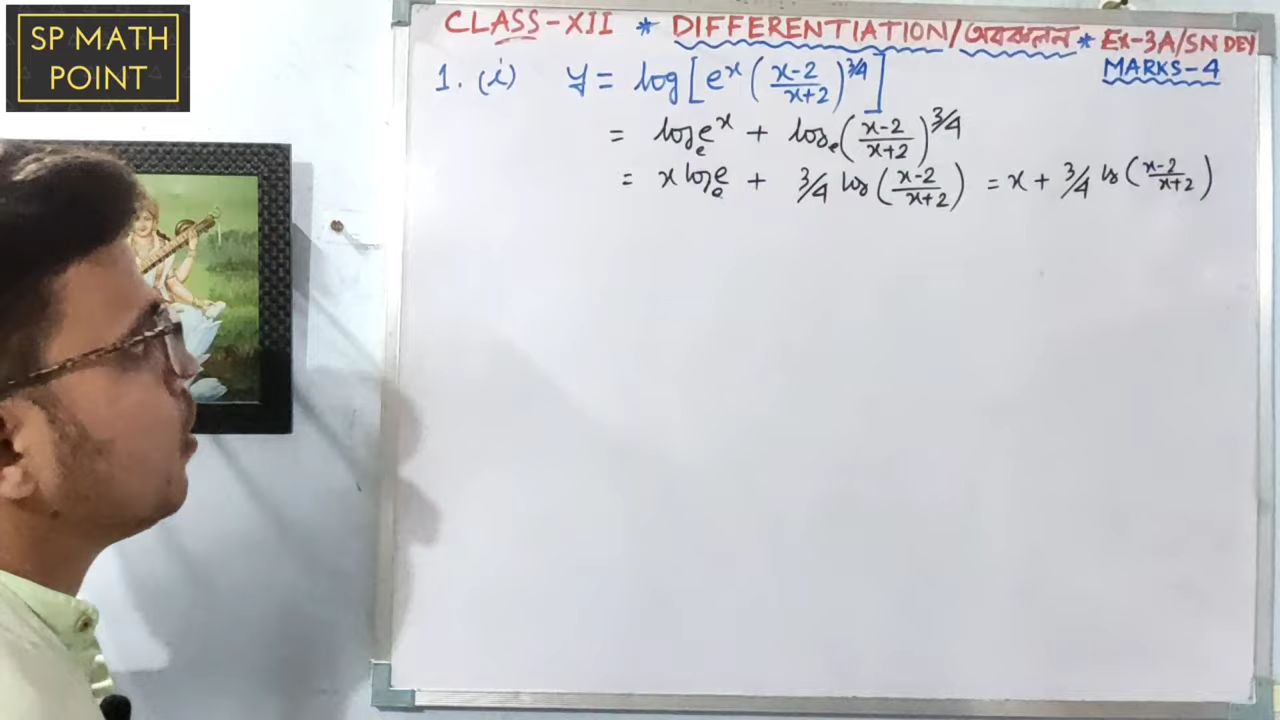 SP MATH
POINT
CLASS-XII * DIFFERENTIATION/অবকলন * EX-3A/SN DEY
MARKS-4
1. (i) y = log[e^x ((x-2)/(x+2))^3/4]
= log_e e^x + log_e ((x-2)/(x+2))^3/4
= x log_e e + 3/4 log ((x-2)/(x+2)) = x + 3/4 log ((x-2)/(x+2))